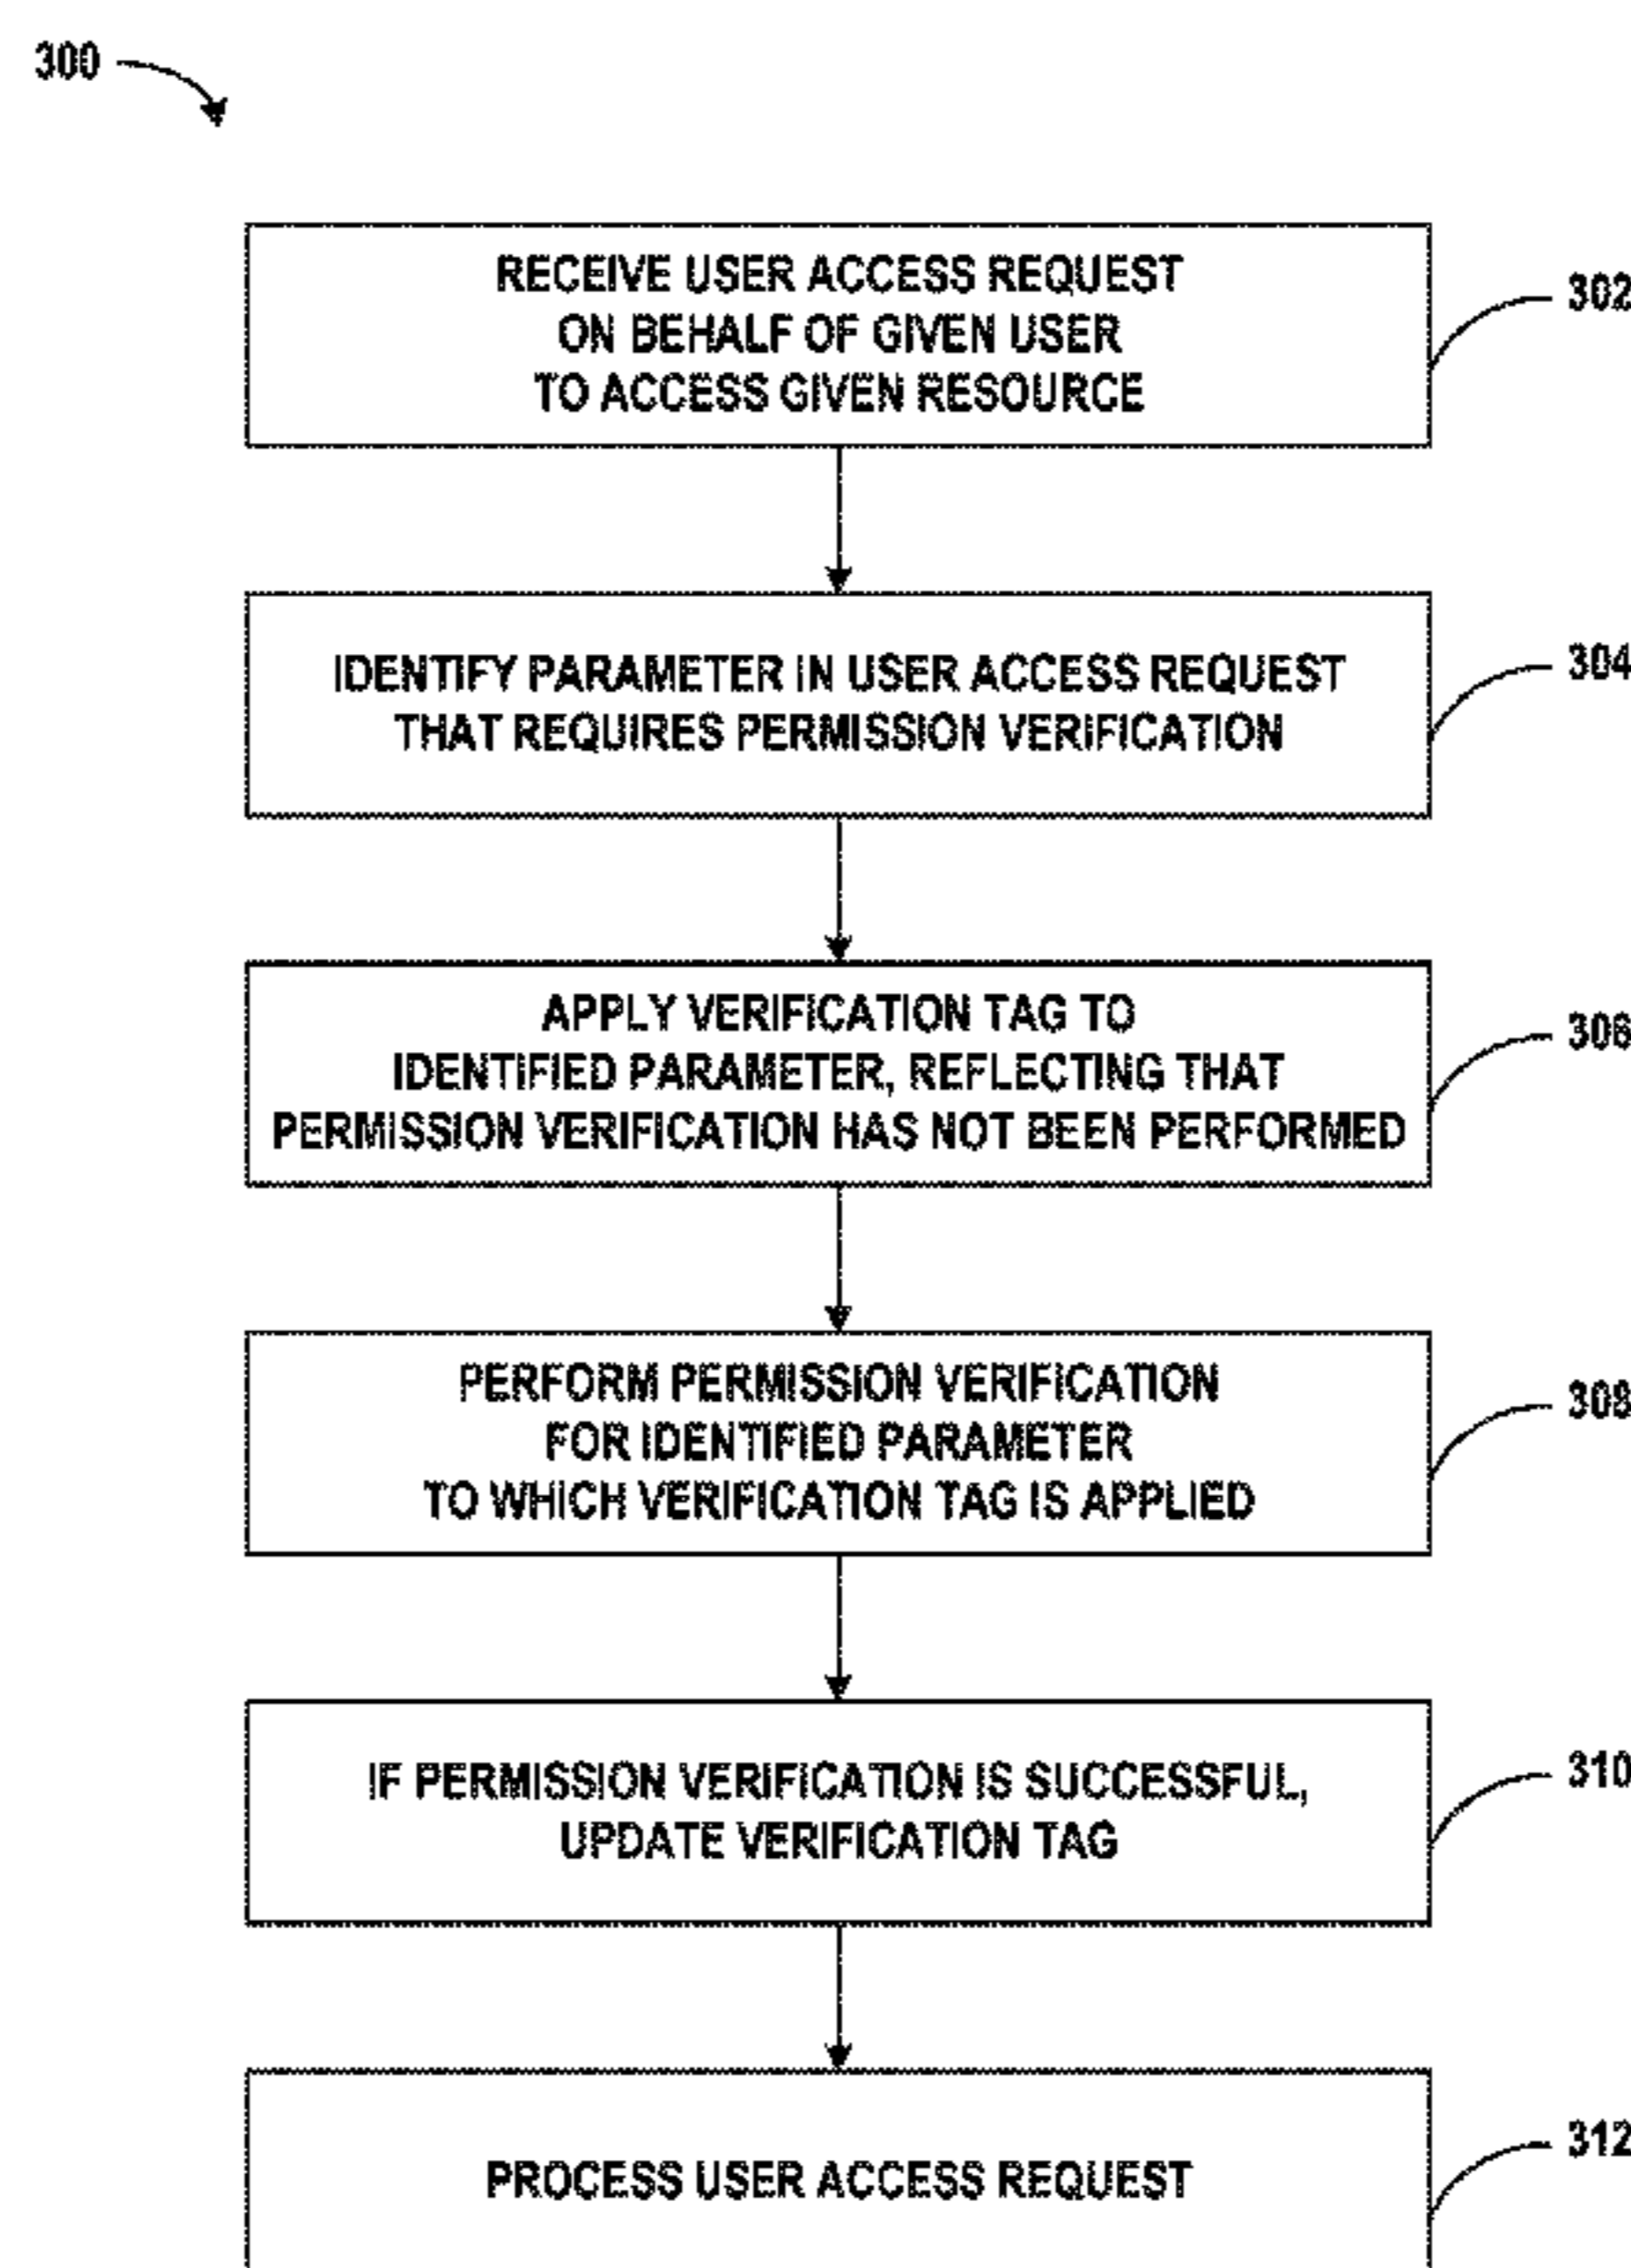 300
RECEIVE USER ACCESS REQUEST
ON BEHALF OF GIVEN USER
TO ACCESS GIVEN RESOURCE
302
IDENTIFY PARAMETER IN USER ACCESS REQUEST
THAT REQUIRES PERMISSION VERIFICATION
304
APPLY VERIFICATION TAG TO
IDENTIFIED PARAMETER, REFLECTING THAT
PERMISSION VERIFICATION HAS NOT BEEN PERFORMED
306
PERFORM PERMISSION VERIFICATION
FOR IDENTIFIED PARAMETER
TO WHICH VERIFICATION TAG IS APPLIED
308
IF PERMISSION VERIFICATION IS SUCCESSFUL,
UPDATE VERIFICATION TAG
310
PROCESS USER ACCESS REQUEST
312